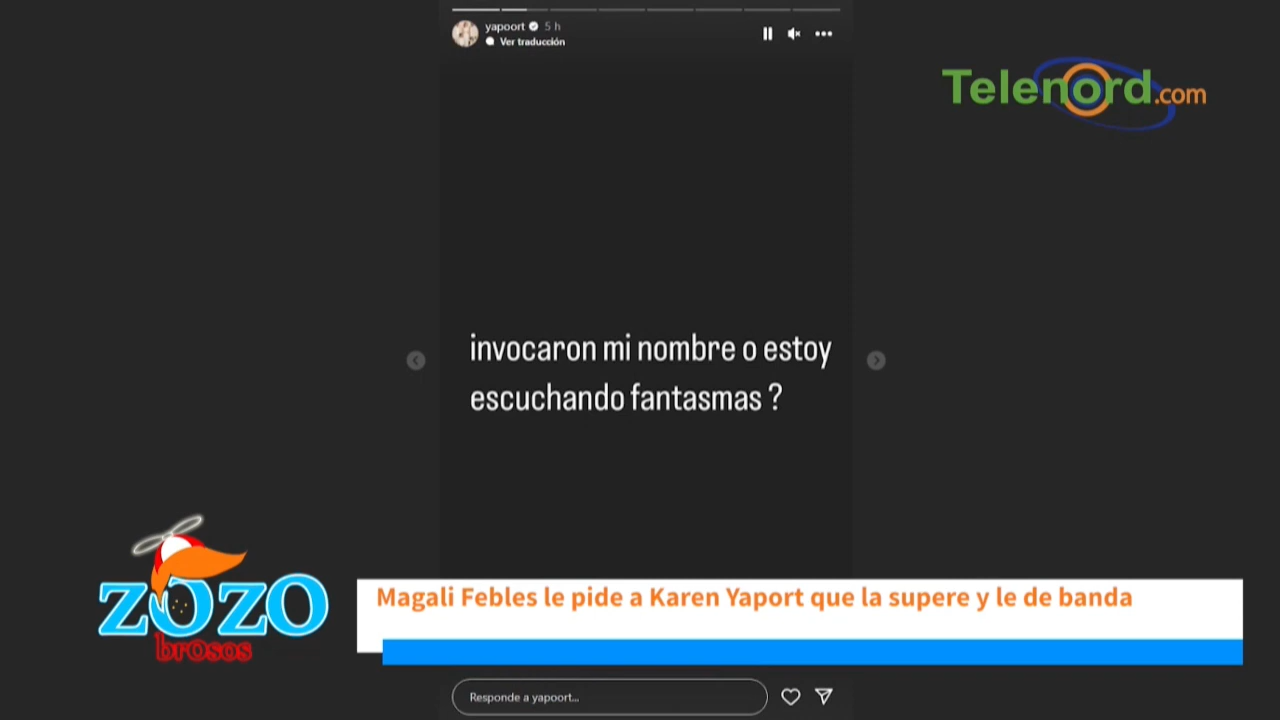 yapoort 5 h
Ver traducción
Telenord.com
invocaron mi nombre o estoy
escuchando fantasmas ?
zozo
brosos
Magali Febles le pide a Karen Yaport que la supere y le de banda
Responde a yapoort...